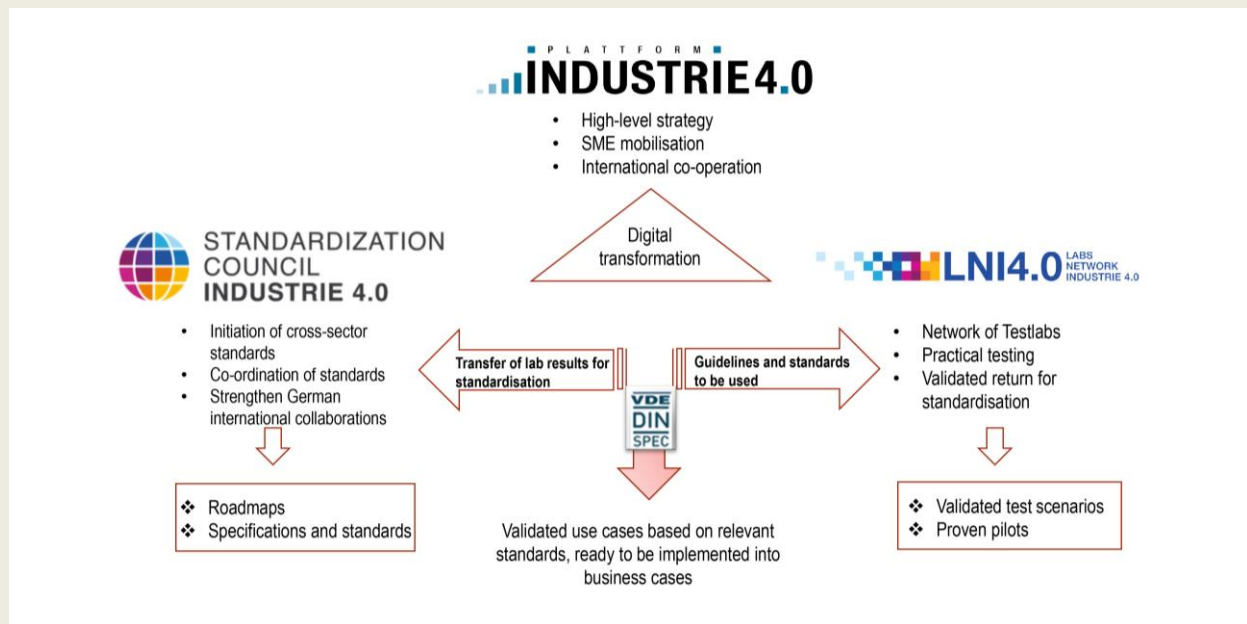 PLATTFORM
INDUSTRIE4.0
• High-level strategy
• SME mobilisation
• International co-operation
Digital
transformation
STANDARDIZATION
COUNCIL
INDUSTRIE 4.0
• Initiation of cross-sector
standards
• Co-ordination of standards
• Strengthen German
international collaborations
❖ Roadmaps
❖ Specifications and standards
Transfer of lab results for
standardisation
Guidelines and standards
to be used
VDE
DIN
SPEC
Validated use cases based on relevant
standards, ready to be implemented into
business cases
LNI4.0
LABS
NETWORK
INDUSTRIE 4.0
• Network of Testlabs
• Practical testing
• Validated return for
standardisation
❖ Validated test scenarios
❖ Proven pilots